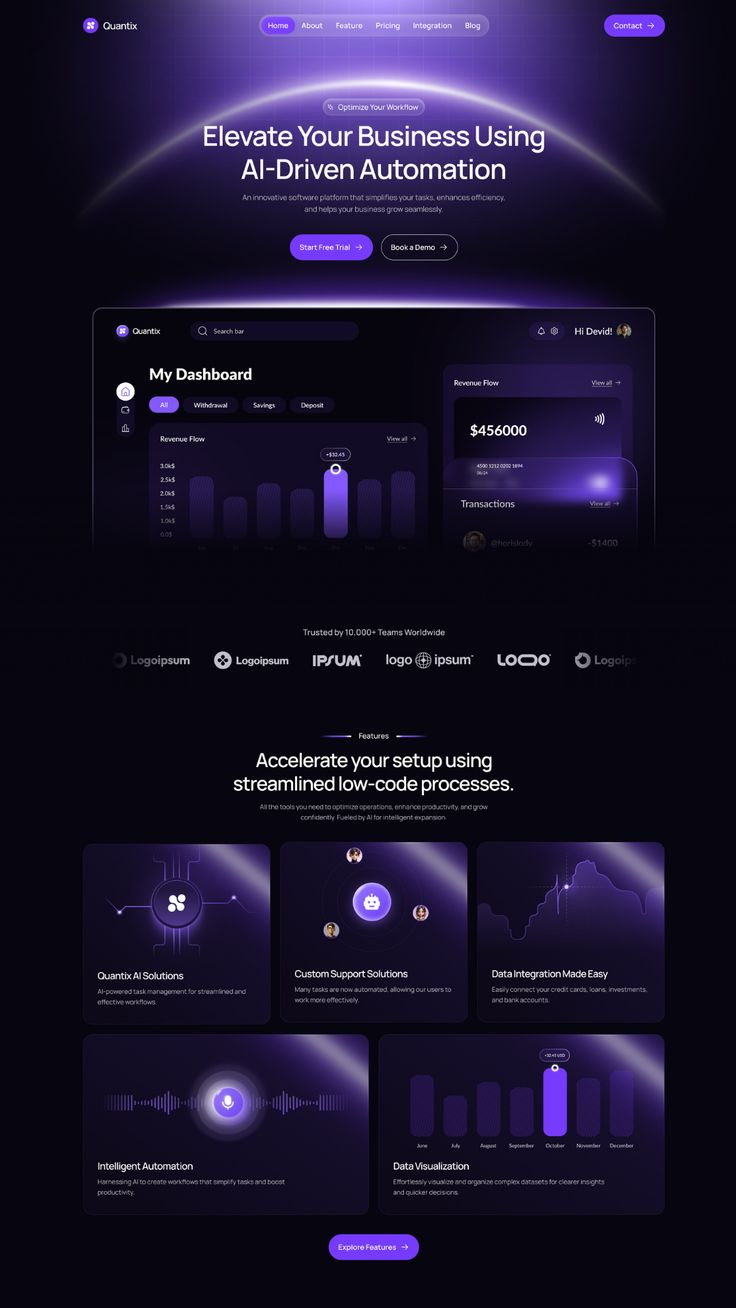 Quantix
Home About Feature Pricing Integration Blog
Contact
Optimize Your Workflow
Elevate Your Business Using
AI-Driven Automation
An innovative software platform that simplifies your tasks, enhances efficiency,
and helps your business grow seamlessly.
Start Free Trial
Book a Demo
Quantix
Search bar
Hi Devid!
My Dashboard
All Withdrawal Savings Deposit
Revenue Flow View all
+$32.45
3.0k$
2.5k$
2.0k$
1.5k$
1.0k$
0.0$
Revenue Flow View all
$456000
4500 1212 0202 1894
08/24
Transactions View all
@horislody -$1400
Trusted by 10,000+ Teams Worldwide
Logoipsum Logoipsum IPSUM logo ipsum LOQO Logoips
Features
Accelerate your setup using
streamlined low-code processes.
All the tools you need to optimize operations, enhance productivity, and grow
confidently. Fueled by AI for intelligent expansion.
Quantix AI Solutions
AI-powered task management for streamlined and
effective workflows.
Custom Support Solutions
Many tasks are now automated, allowing our users to
work more effectively.
Data Integration Made Easy
Easily connect your credit cards, loans, investments,
and bank accounts.
Intelligent Automation
Harnessing AI to create workflows that simplify tasks and boost
productivity.
June July August September October November December
Data Visualization
Effortlessly visualize and organize complex datasets for clearer insights
and quicker decisions.
Explore Features